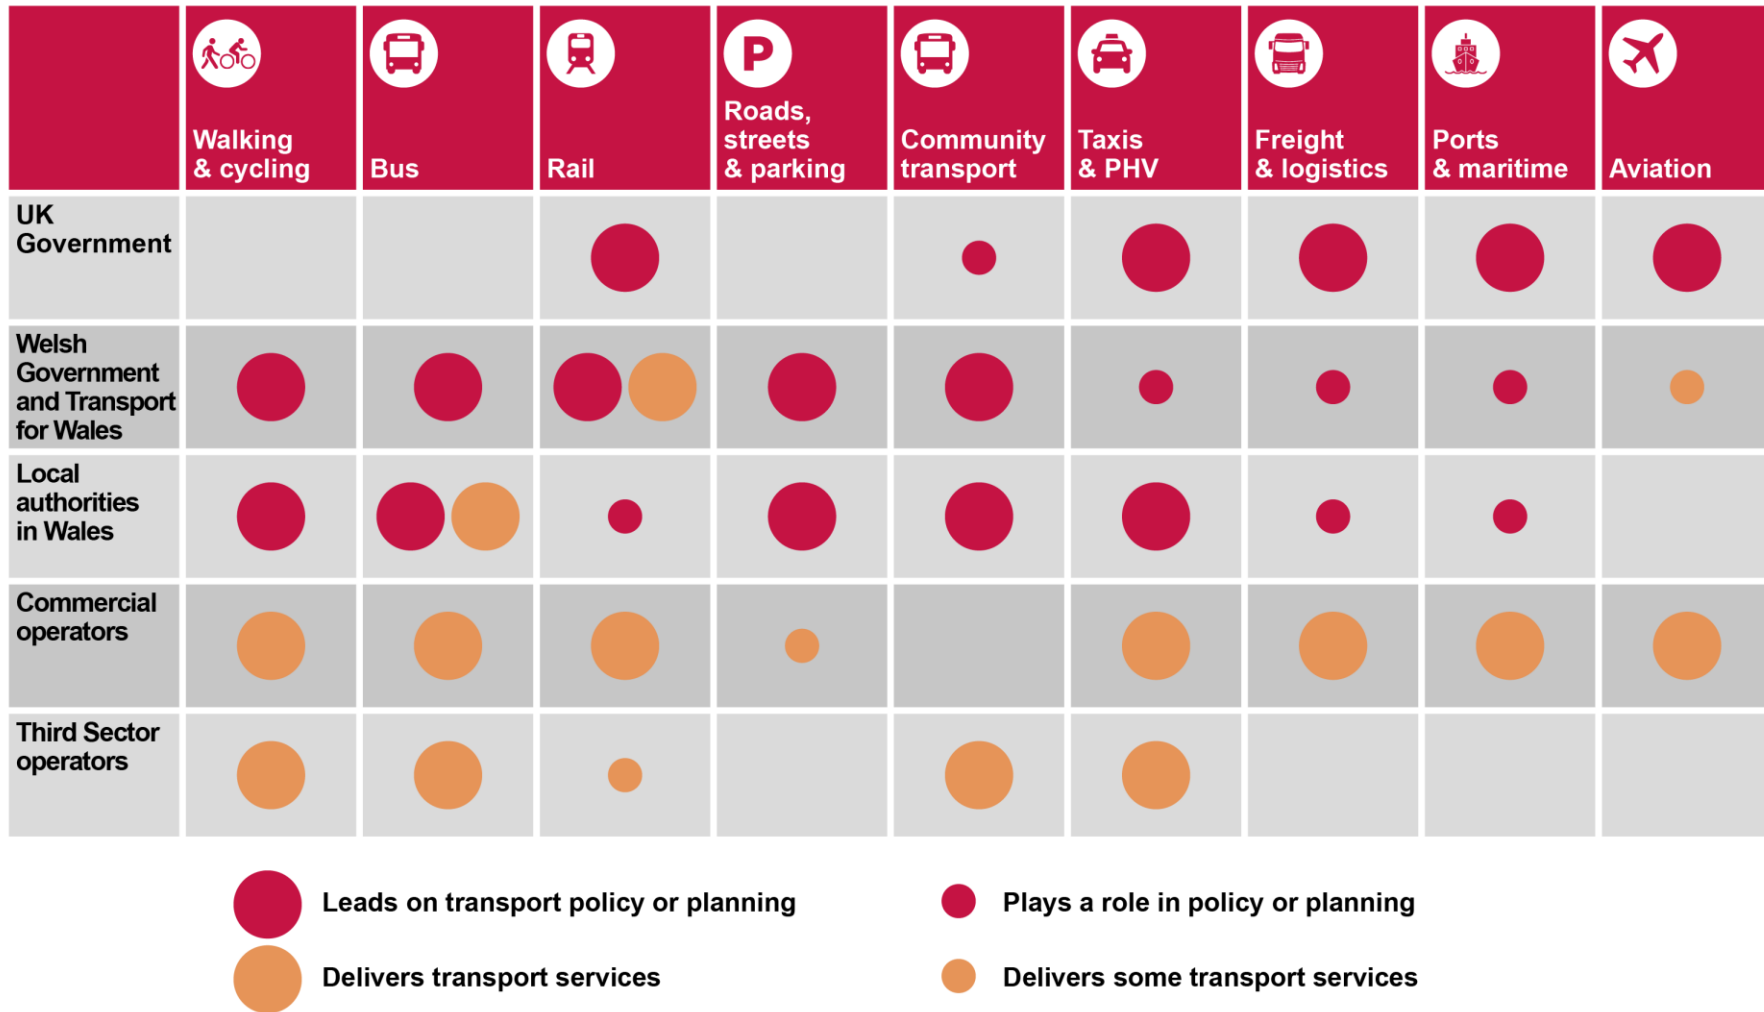 Walking
& cycling
Bus
Rail
P
Roads,
streets
& parking
Community
transport
Taxis
& PHV
Freight
& logistics
Ports
& maritime
Aviation
UK
Government
Welsh
Government
and Transport
for Wales
Local
authorities
in Wales
Commercial
operators
Third Sector
operators
Leads on transport policy or planning
Plays a role in policy or planning
Delivers transport services
Delivers some transport services